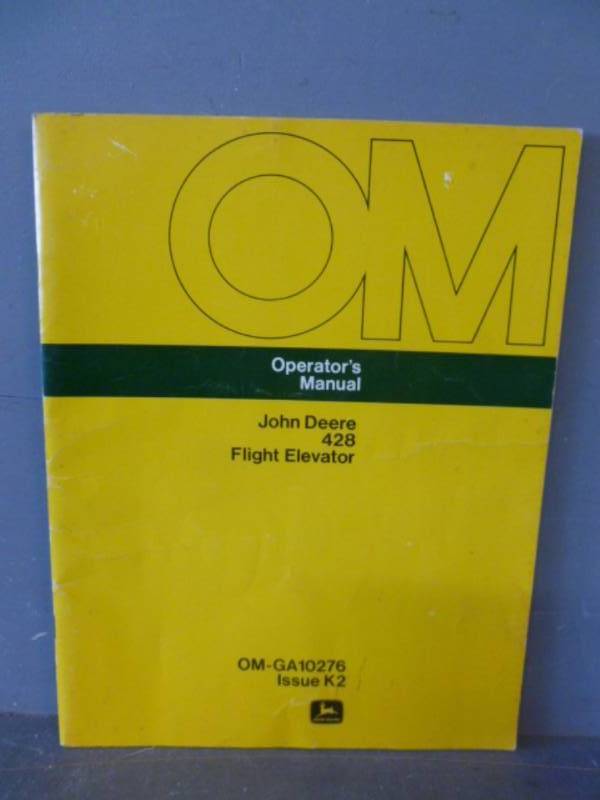 OM
Operator's
Manual
John Deere
428
Flight Elevator
OM-GA10276
Issue K2